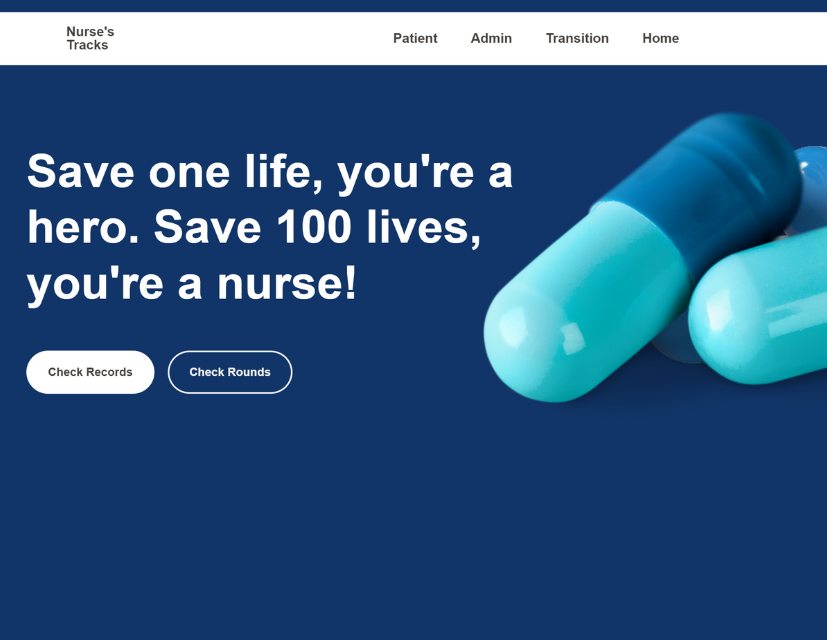 Nurse's
Tracks
Patient Admin Transition Home
Save one life, you're a
hero. Save 100 lives,
you're a nurse!
Check Records Check Rounds